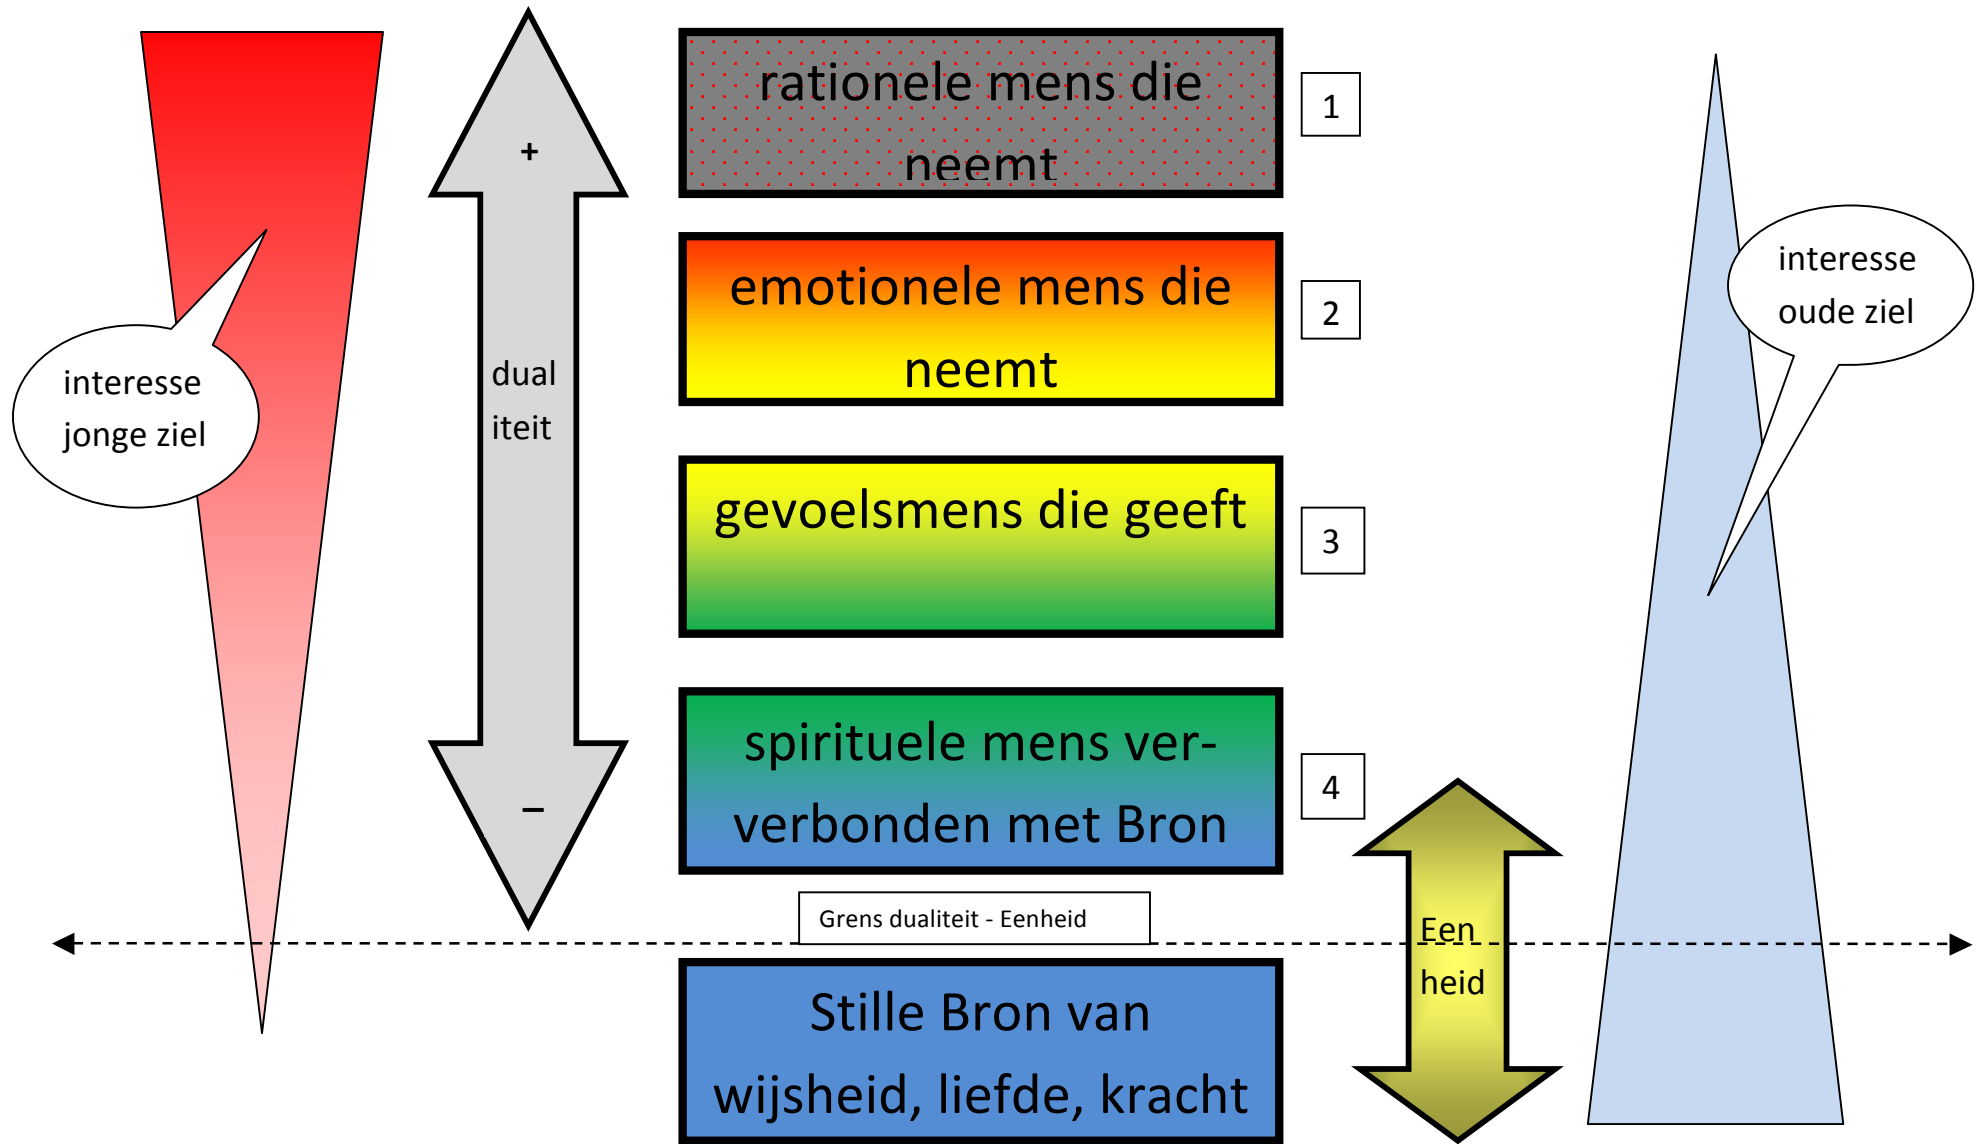 rationele mens die
neemt
1
+
emotionele mens die
neemt
2
interesse
oude ziel
dual
iteit
interesse
jonge ziel
gevoelsmens die geeft
3
spirituele mens ver-
verbonden met Bron
4
–
Grens dualiteit - Eenheid
Een
heid
Stille Bron van
wijsheid, liefde, kracht